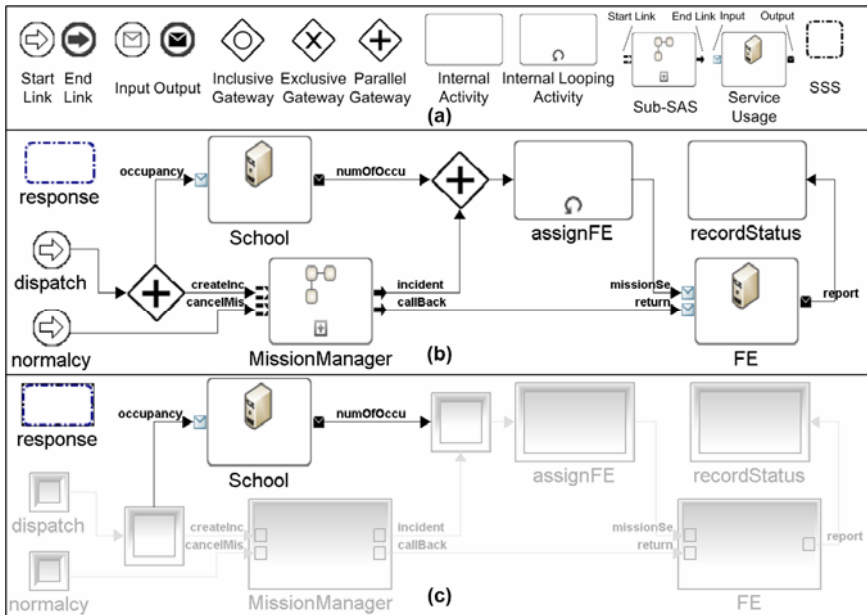 Start Link End Link Input Output
Start Link
End Link
Input Output
Inclusive Gateway
Exclusive Gateway
Parallel Gateway
Internal Activity
Internal Looping Activity
Sub-SAS
Service Usage
SSS
(a)
response
occupancy
numOfOccu
School
assignFE
recordStatus
dispatch
createInc
cancelMis
incident
callBack
missionSe
return
report
normalcy
MissionManager
(b)
FE
response
occupancy
numOfOccu
School
assignFE
recordStatus
dispatch
createInc
cancelMis
incident
callBack
missionSe
return
report
normalcy
MissionManager
(c)
FE